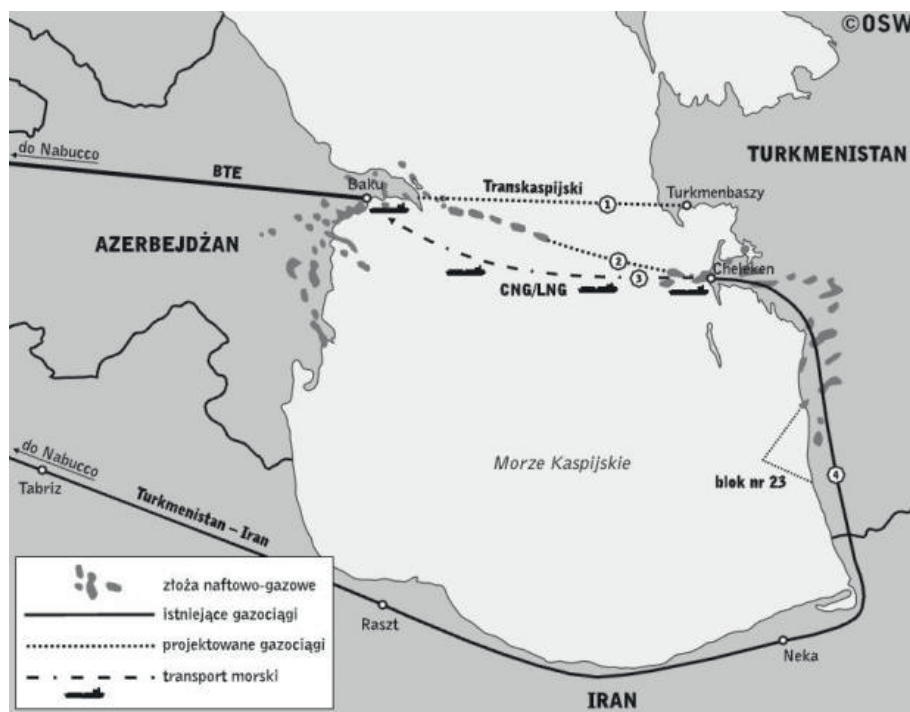 ©OSW
TURKMENISTAN
do Nabucco
BTE
Baku
Transkaspijski
1
Turkmenbaszy
AZERBEJDŻAN
2
3
Cheleken
CNG/LNG
Morze Kaspijskie
blok nr 23
4
do Nabucco
Tabriz
Turkmenistan – Iran
złoża naftowo-gazowe
istniejące gazociągi
projektowane gazociągi
transport morski
Raszt
Neka
IRAN